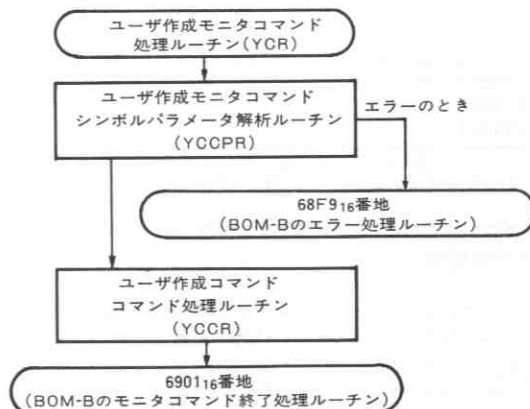 ユーザ作成モニタコマンド
処理ルーチン(YCR)
ユーザ作成モニタコマンド
シンボルパラメータ解析ルーチン
(YCCPR)
エラーのとき
68F9₁₆番地
(BOM-Bのエラー処理ルーチン)
ユーザ作成コマンド
コマンド処理ルーチン
(YCCR)
6901₁₆番地
(BOM-Bのモニタコマンド終了処理ルーチン)